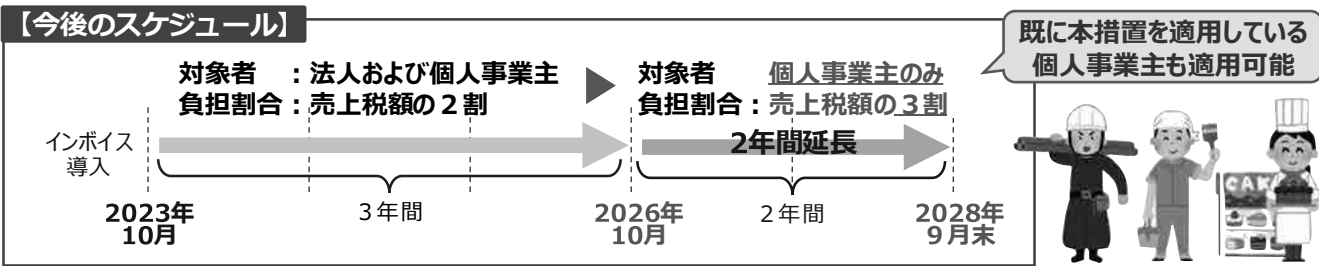 【今後のスケジュール】
既に本措置を適用している
個人事業主も適用可能
対象者 ：法人および個人事業主
負担割合：売上税額の２割
対象者 個人事業主のみ
負担割合：売上税額の３割
インボイス
導入
2年間延長
３年間
２年間
2023年
10月
2026年
10月
2028年
９月末
CAK